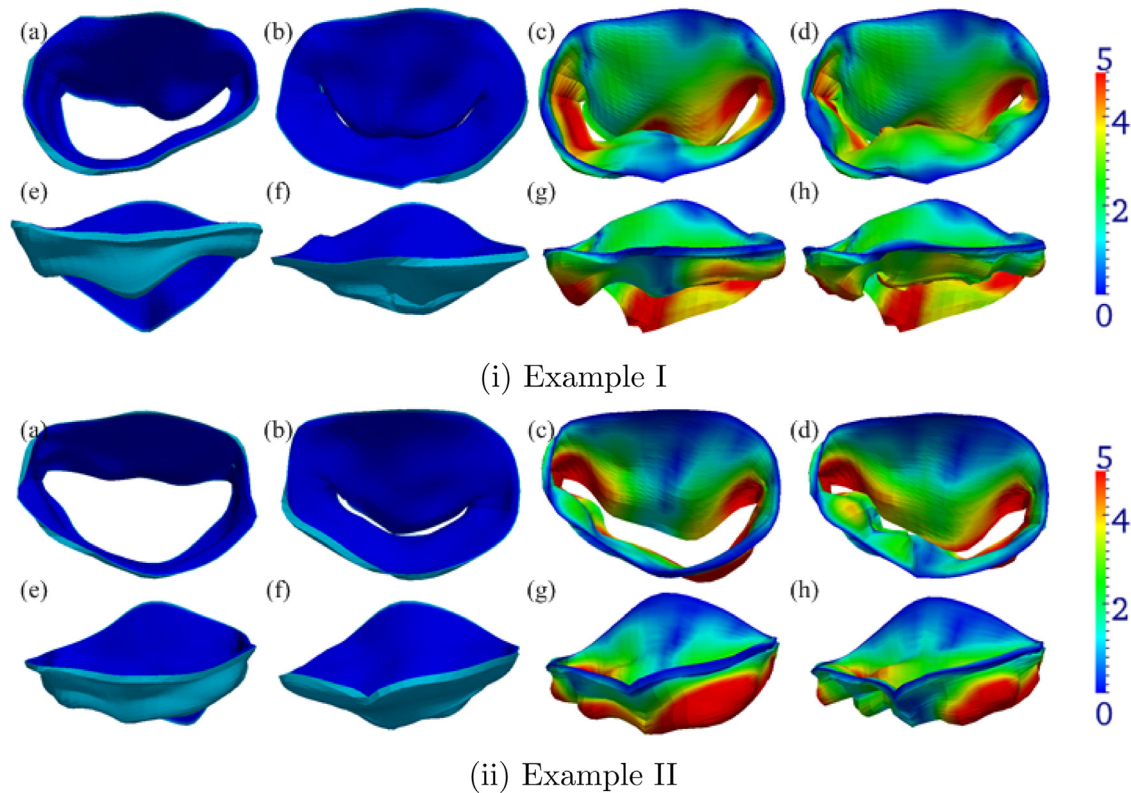 (a) (b) (c) (d) 5
4
(e) (f) (g) (h) 2
0
(i) Example I
(a) (b) (c) (d) 5
4
(e) (f) (g) (h) 2
0
(ii) Example II